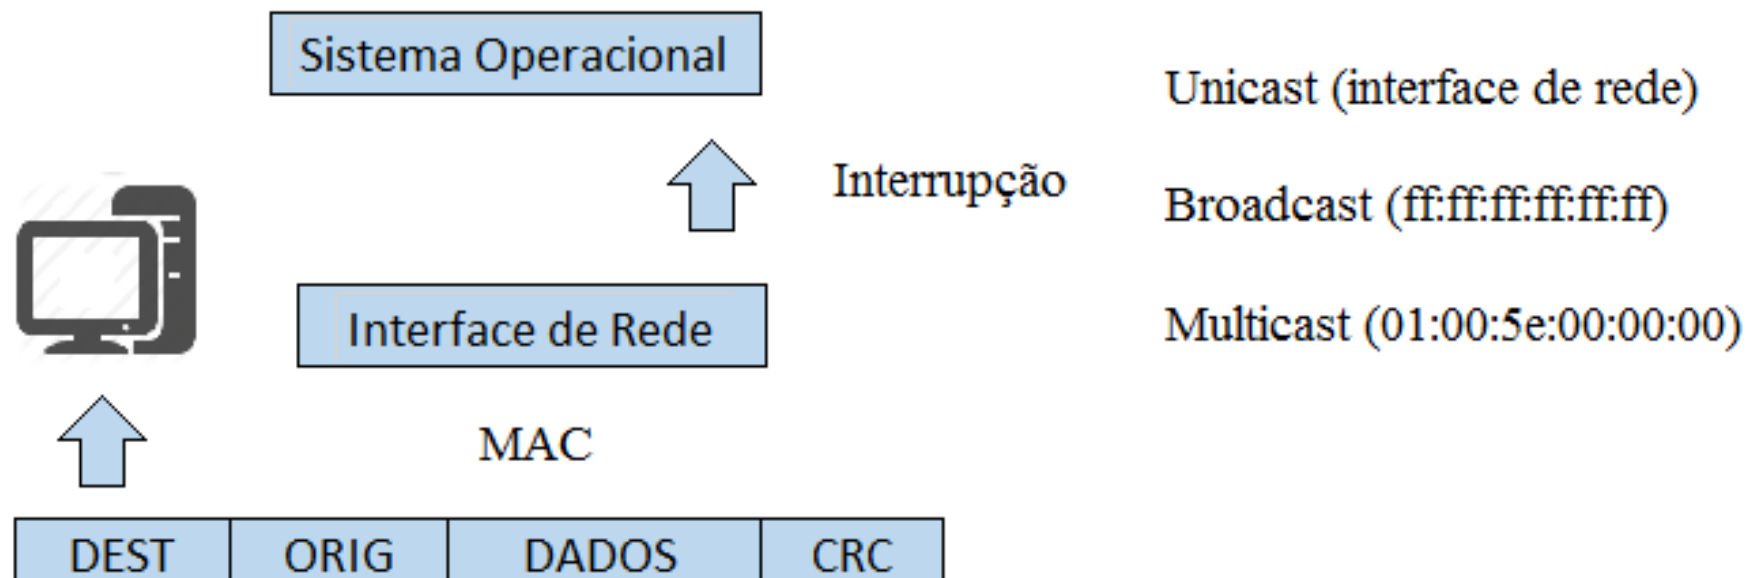 Sistema Operacional
Unicast (interface de rede)
Interrupção
Broadcast (ff:ff:ff:ff:ff:ff)
Interface de Rede
Multicast (01:00:5e:00:00:00)
MAC
DEST ORIG DADOS CRC